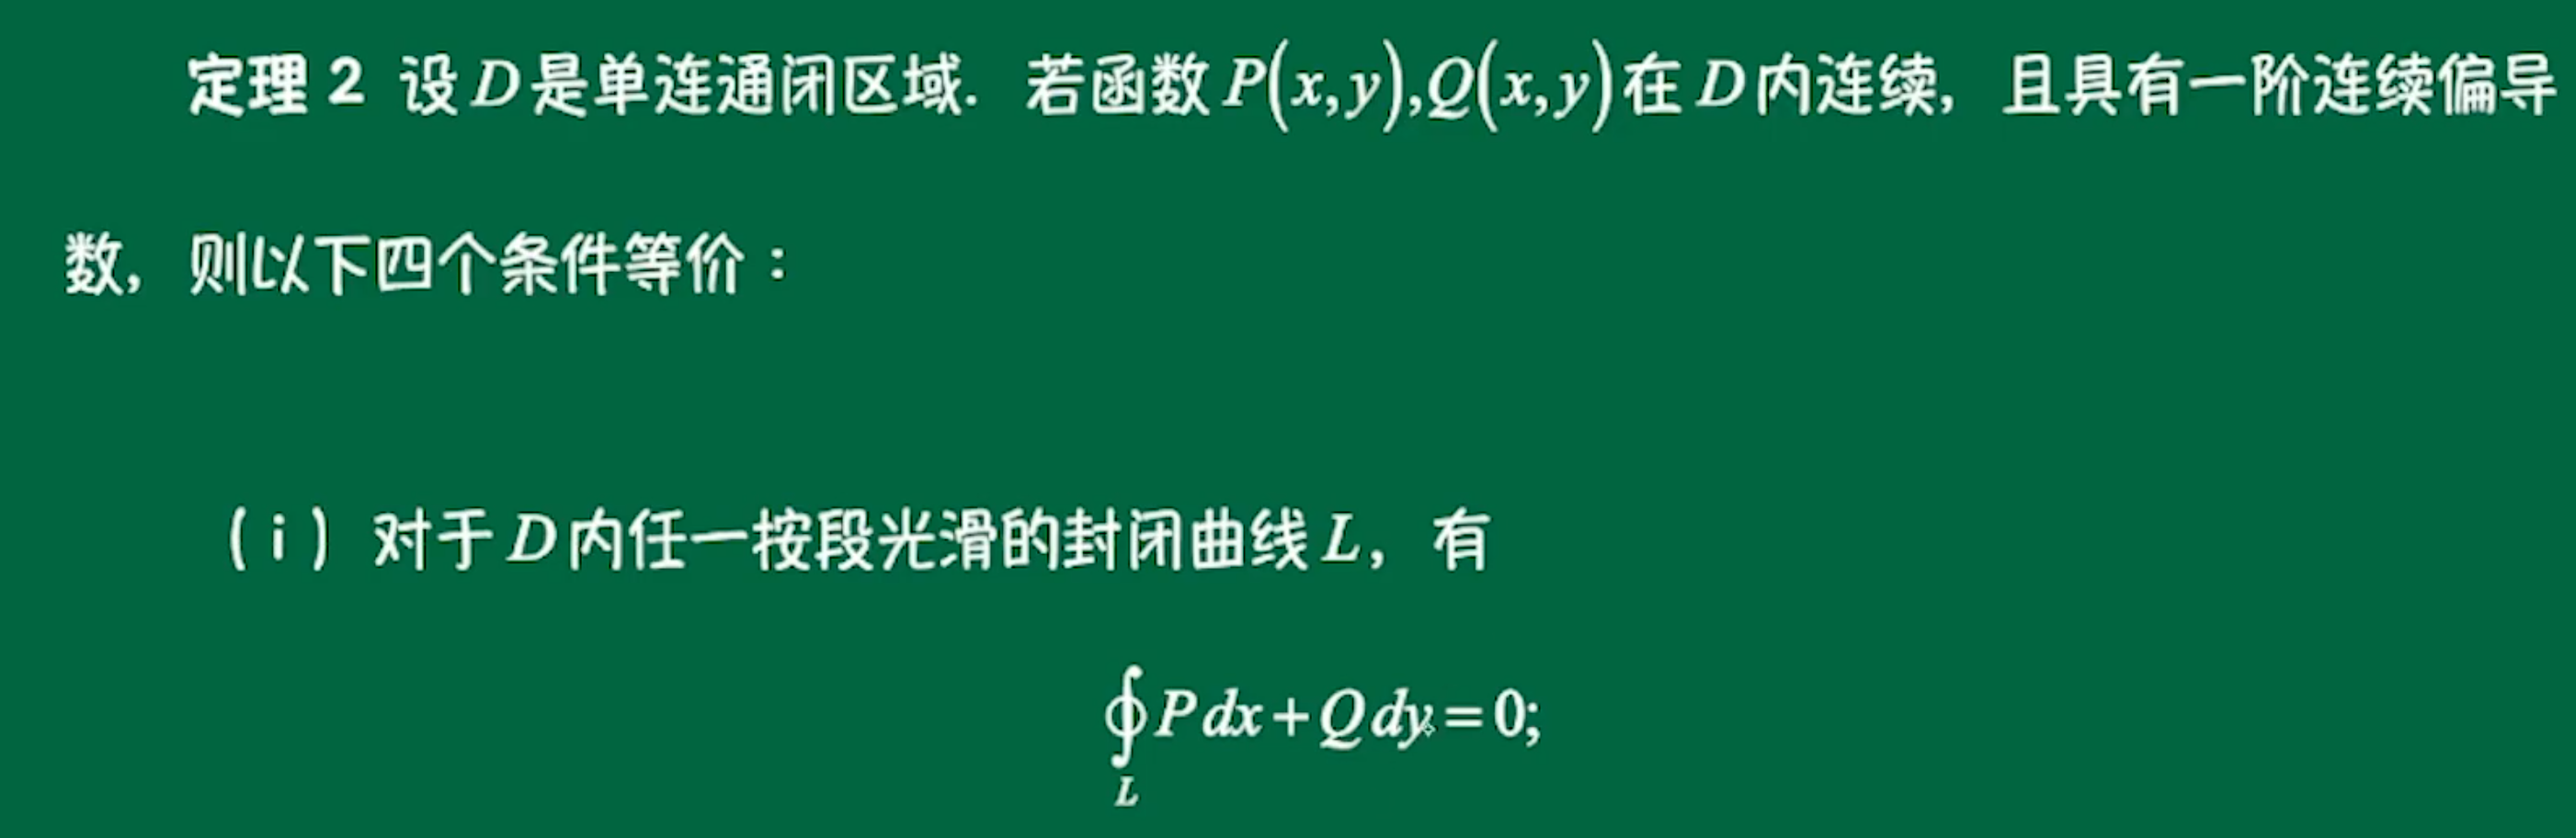 定理 2 设 D 是单连通闭区域. 若函数 P(x,y),Q(x,y) 在 D 内连续, 且具有一阶连续偏导
数, 则以下四个条件等价：
(i) 对于 D 内任一按段光滑的封闭曲线 L, 有
∮_L P dx + Q dy = 0;